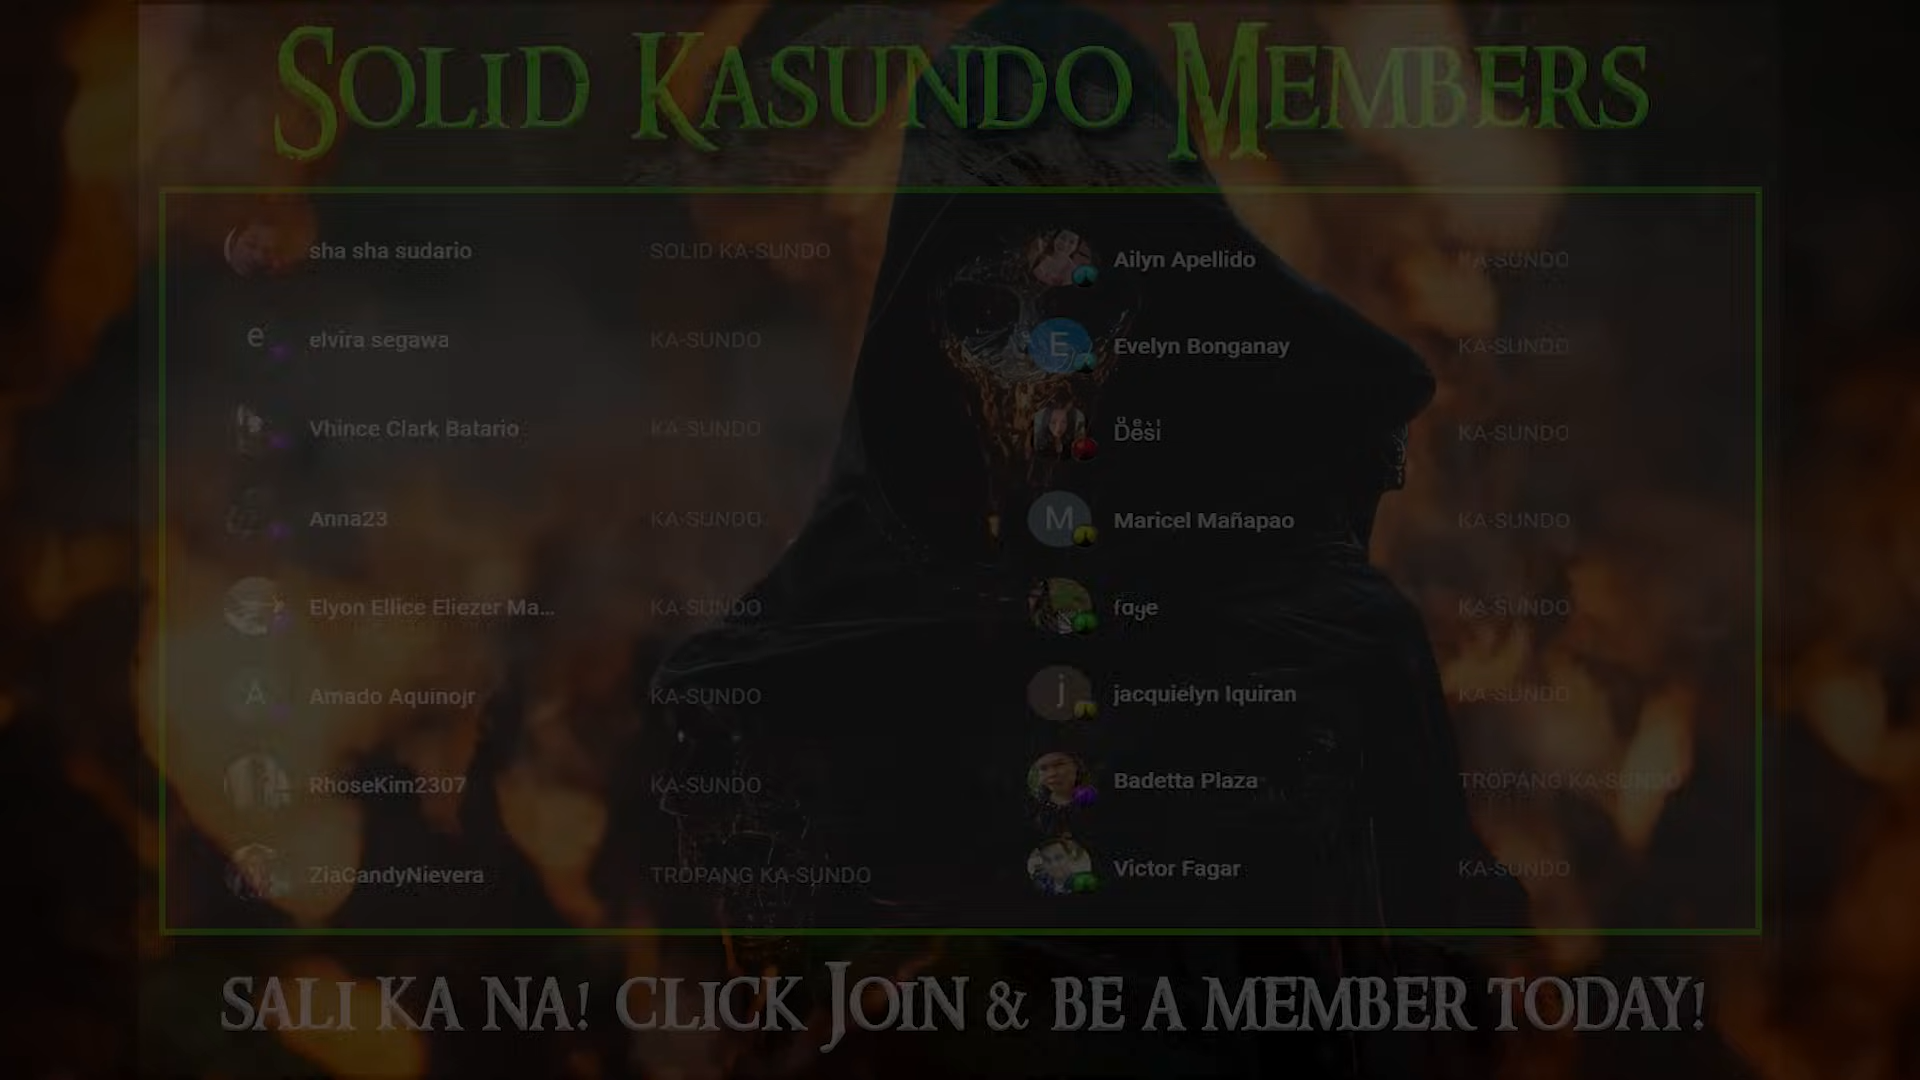 SOLID KASUNDO MEMBERS
sha sha sudario SOLID KA-SUNDO
elvira segawa KA-SUNDO
Vhince Clark Batario KA-SUNDO
Anna23 KA-SUNDO
Elyon Ellice Eliezer Ma... KA-SUNDO
Amado Aquinojr KA-SUNDO
RhoseKim2307 KA-SUNDO
ZiaCandyNievera TROPANG KA-SUNDO
Ailyn Apellido KA-SUNDO
Evelyn Bonganay KA-SUNDO
Desi KA-SUNDO
Maricel Mañapao KA-SUNDO
faye KA-SUNDO
jacquielyn Iquiran KA-SUNDO
Badetta Plaza TROPANG KA-SUNDO
Victor Fagar KA-SUNDO
SALI KA NA! CLICK JOIN & BE A MEMBER TODAY!